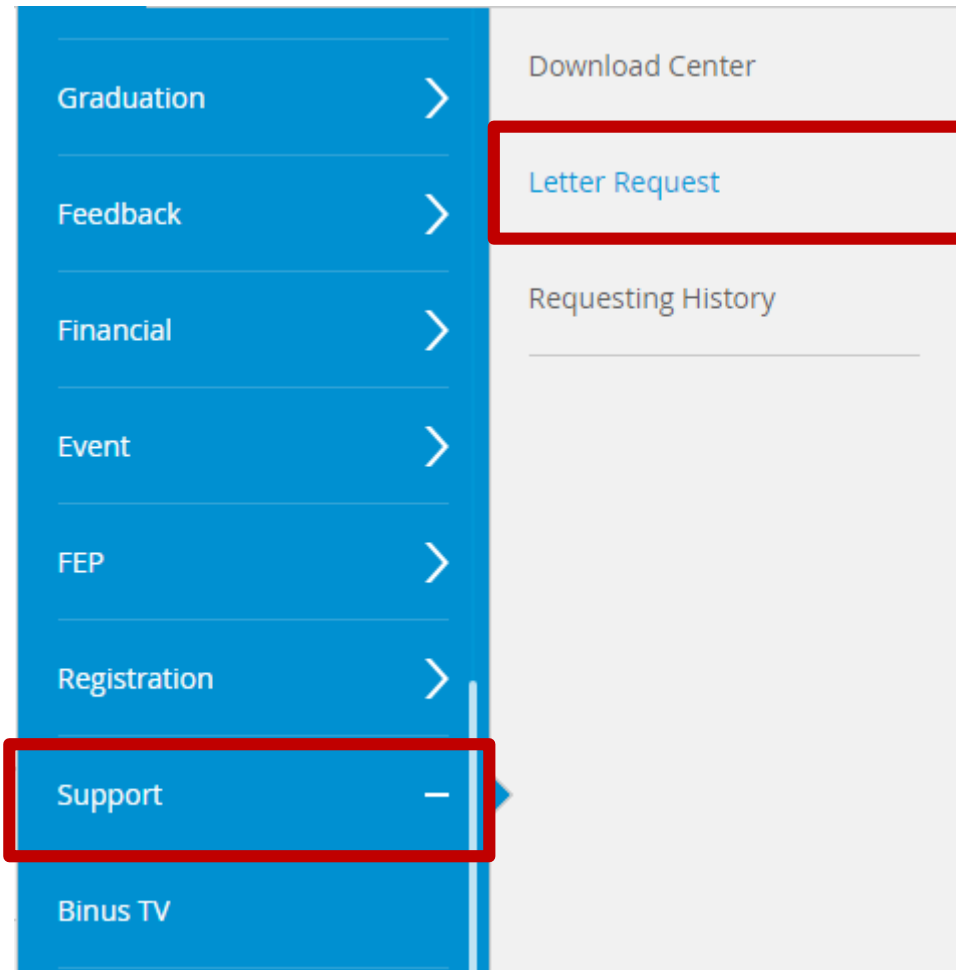 Graduation
Feedback
Financial
Event
FEP
Registration
Support
Binus TV
Download Center
Letter Request
Requesting History